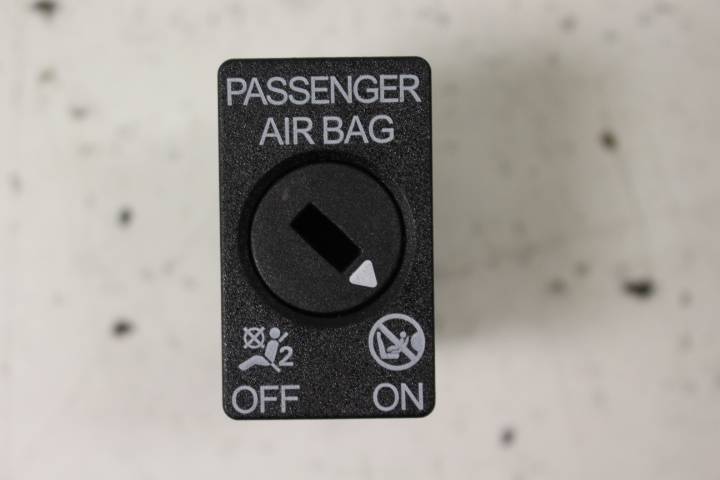 PASSENGER
AIR BAG
2
OFF ON